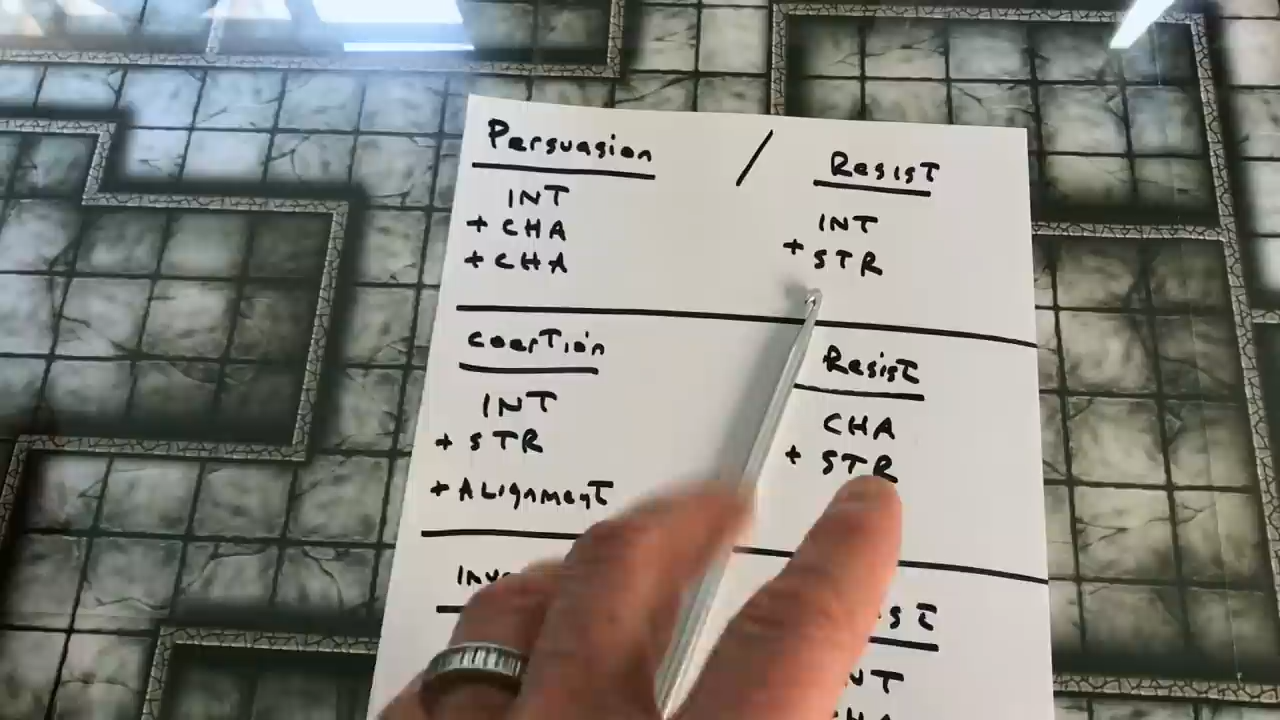 Persuasion / Resist
INT
+ CHA
+ CHA
INT
+ STR
coertion
INT
+ STR
+ Alignment
Resist
CHA
+ STR